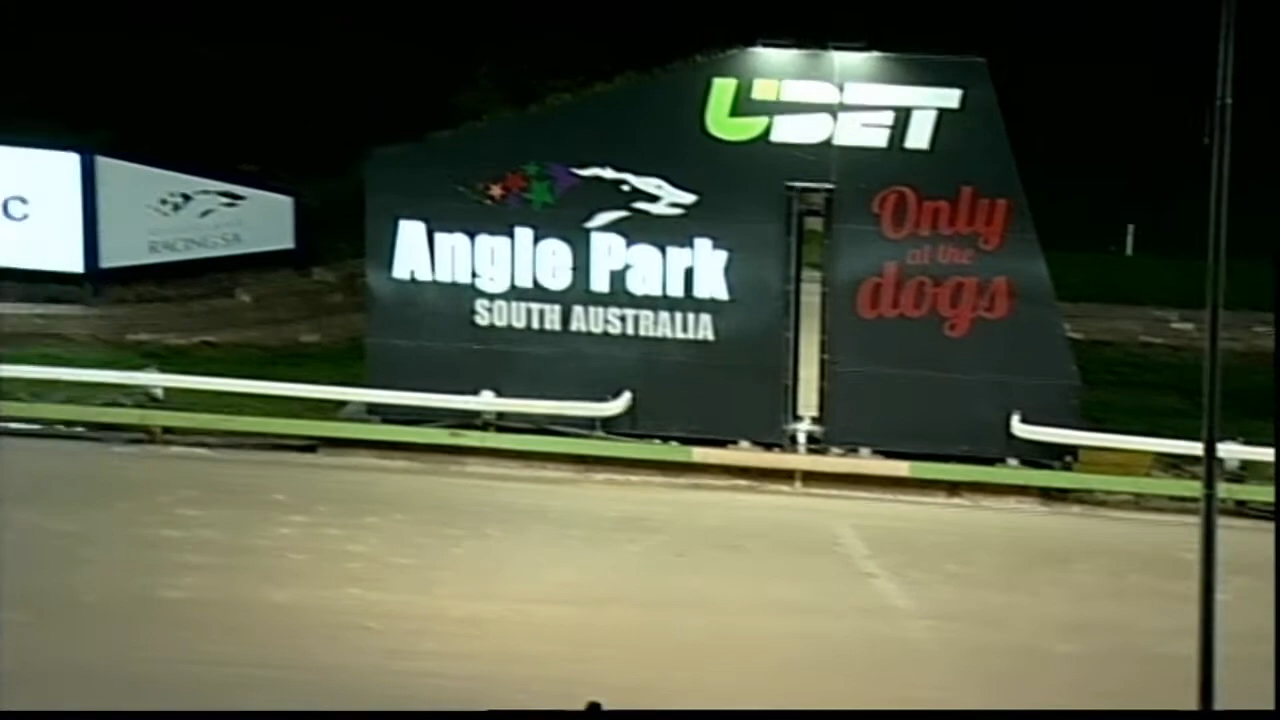 UBET
C
RACING SA
Angle Park
SOUTH AUSTRALIA
Only
at the
dogs